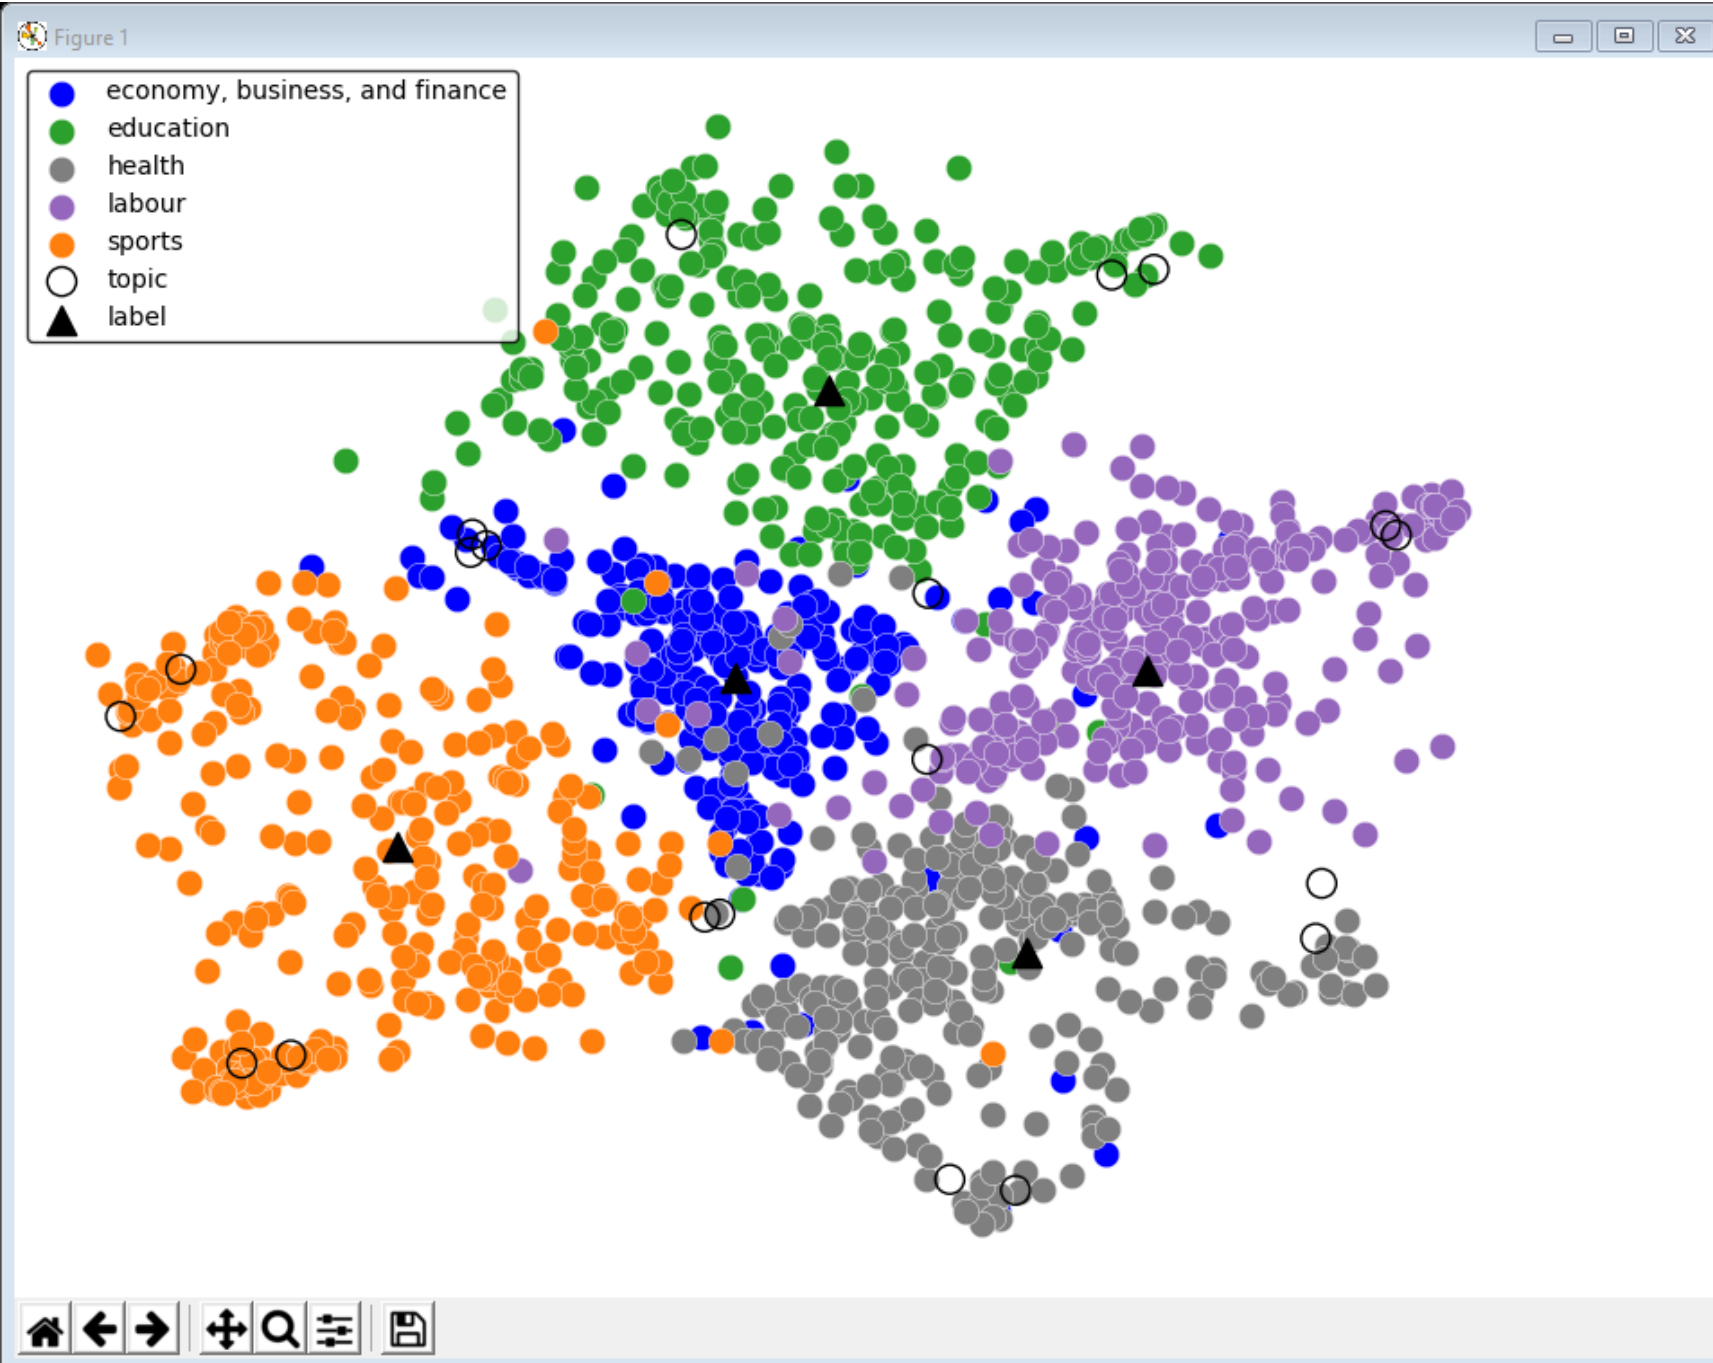 Figure 1
economy, business, and finance
education
health
labour
sports
topic
label